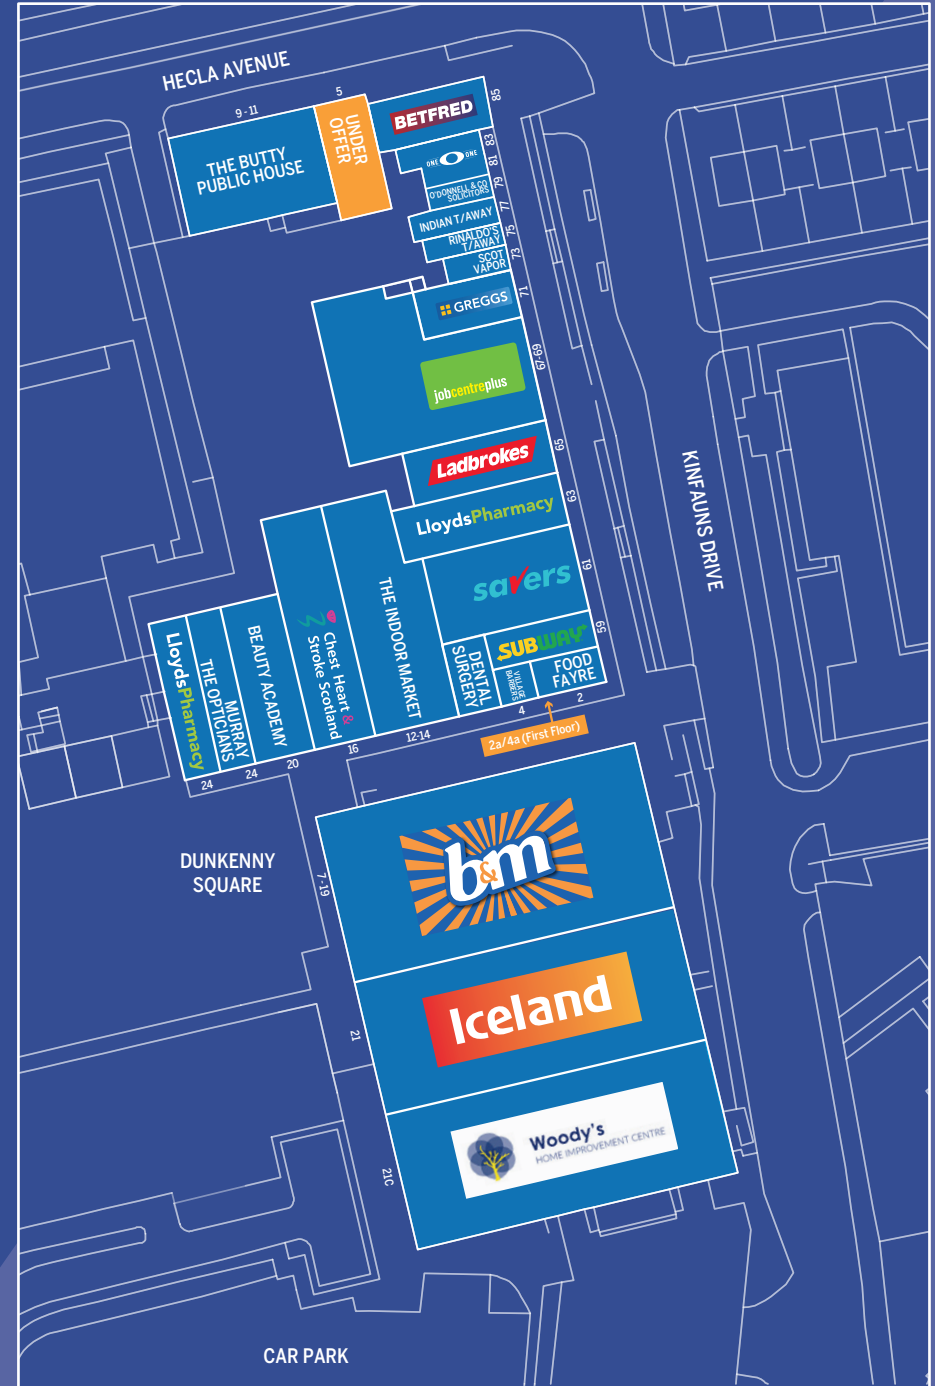 HECLA AVENUE
9-11
5
85
THE BUTTY
PUBLIC HOUSE
UNDER
OFFER
BETFRED
83
ONE O ONE
81
O'DONNELL & CO
SOLICITORS
79
INDIAN T/AWAY
77
RINALDO'S
T/AWAY
75
SCOT
VAPOR
73
GREGGS
71
jobcentreplus
67-69
Ladbrokes
65
LloydsPharmacy
63
savers
61
SUBWAY
59
DENTAL
SURGERY
VILLAGE
BARBERS
FOOD
FAYRE
KINFAUNS DRIVE
LloydsPharmacy
MURRAY
THE OPTICIANS
BEAUTY ACADEMY
Chest Heart &
Stroke Scotland
THE INDOOR MARKET
24
24
20
16
12-14
4
2
2a/4a (First Floor)
DUNKENNY
SQUARE
7-19
b&m
21
Iceland
21C
Woody's
HOME IMPROVEMENT CENTRE
CAR PARK